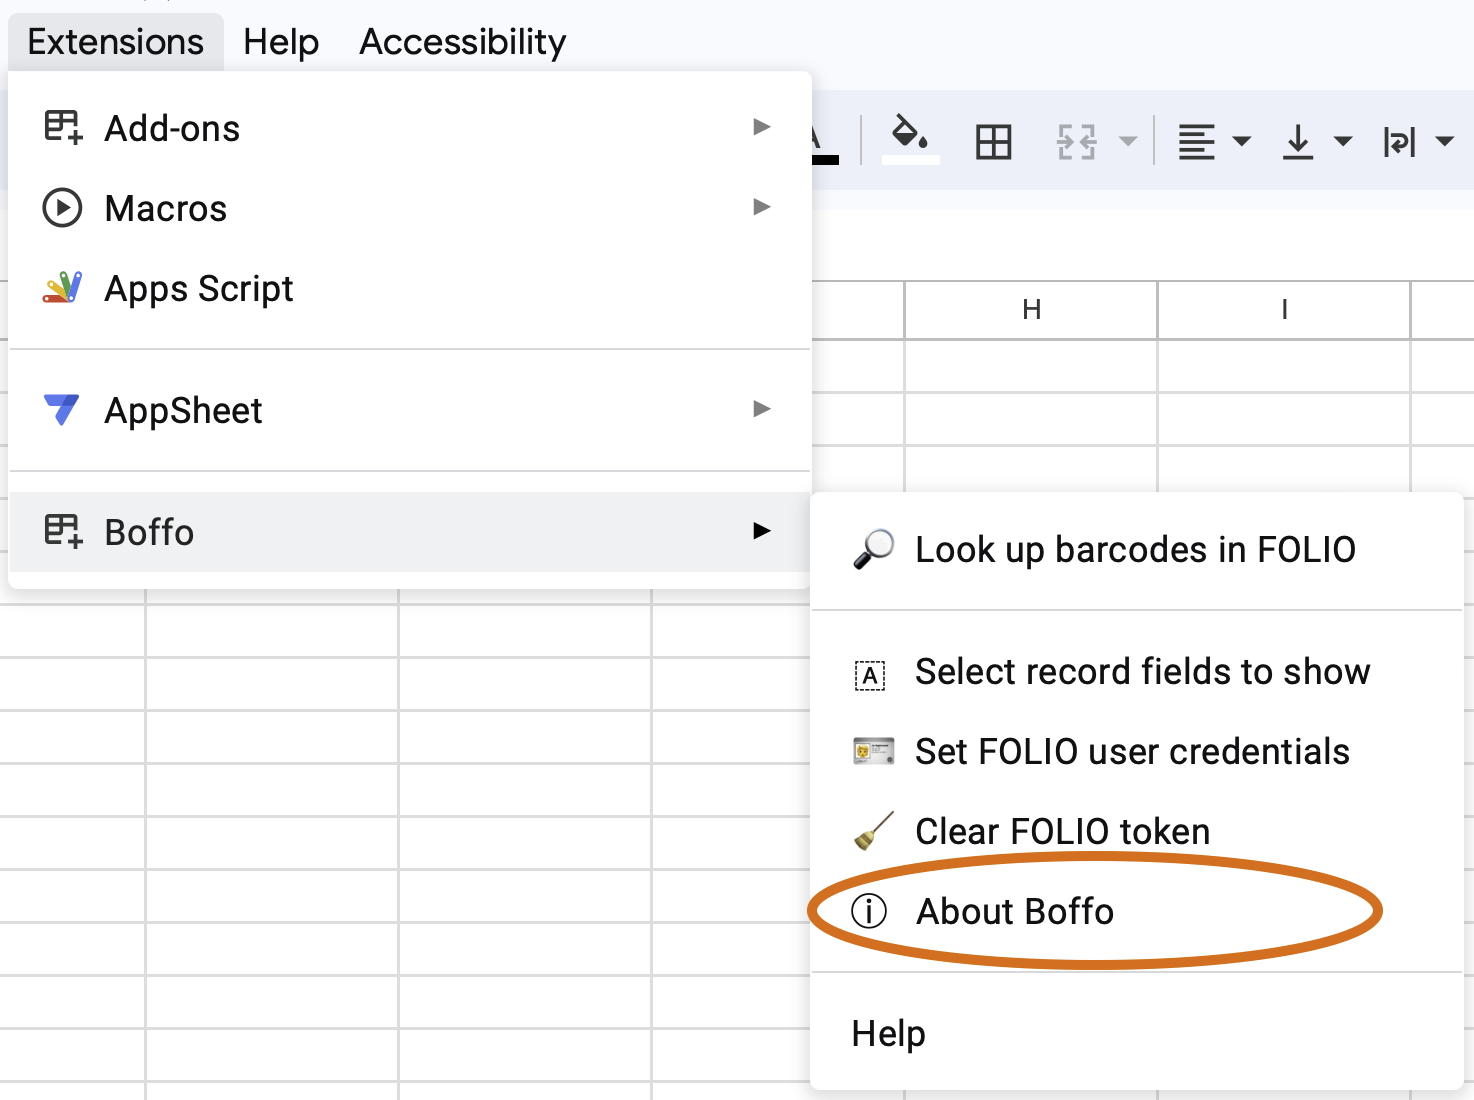 Extensions Help Accessibility
Add-ons
Macros
Apps Script
H I
AppSheet
Boffo
Look up barcodes in FOLIO
A Select record fields to show
Set FOLIO user credentials
Clear FOLIO token
i About Boffo
Help